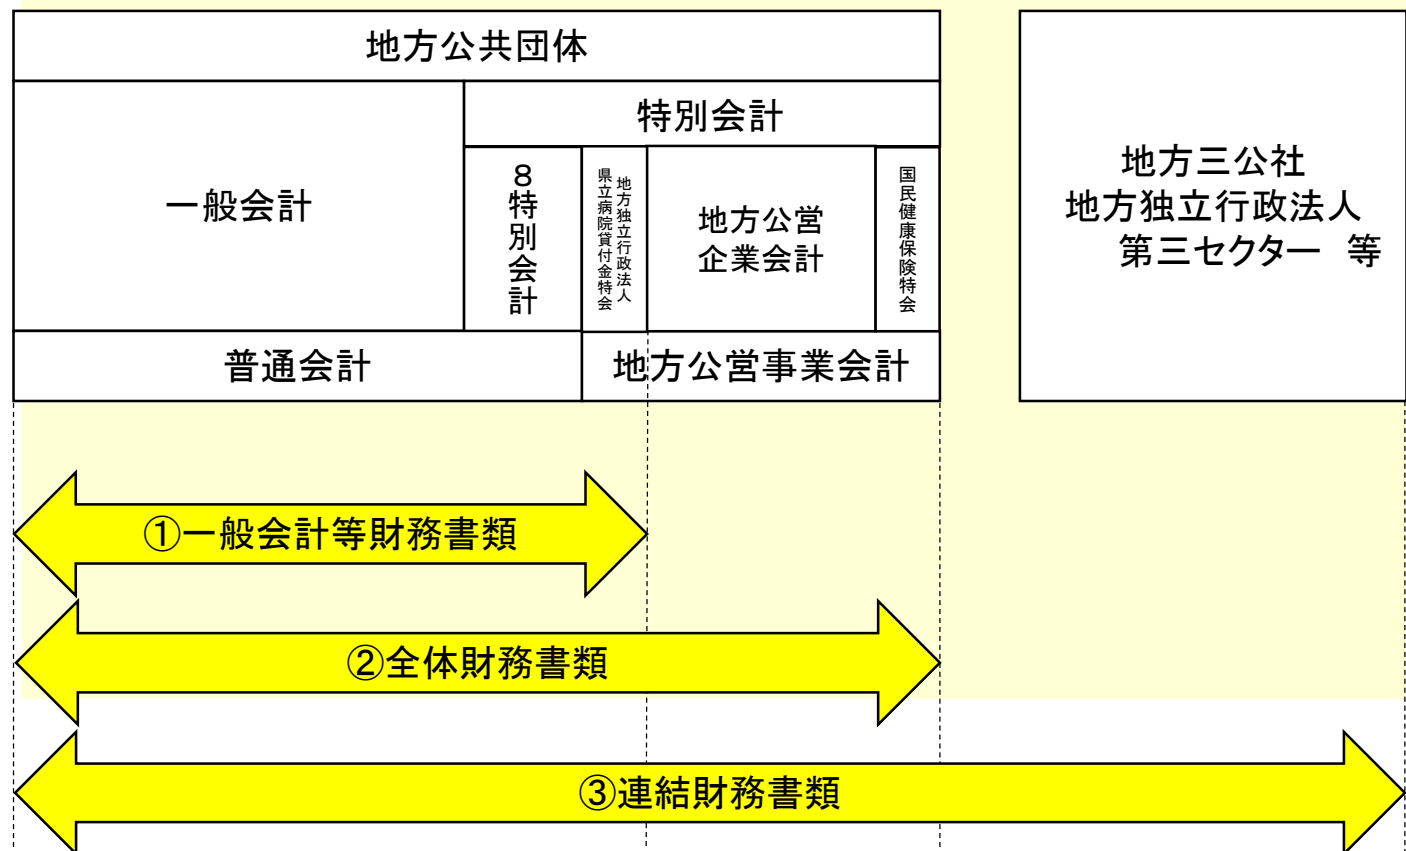 地方公共団体
特別会計
一般会計
８特別会計
地方独立行政法人
県立病院貸付金特会
地方公営
企業会計
国民健康保険特会
普通会計
地方公営事業会計
地方三公社
地方独立行政法人
第三セクター　等
①一般会計等財務書類
②全体財務書類
③連結財務書類